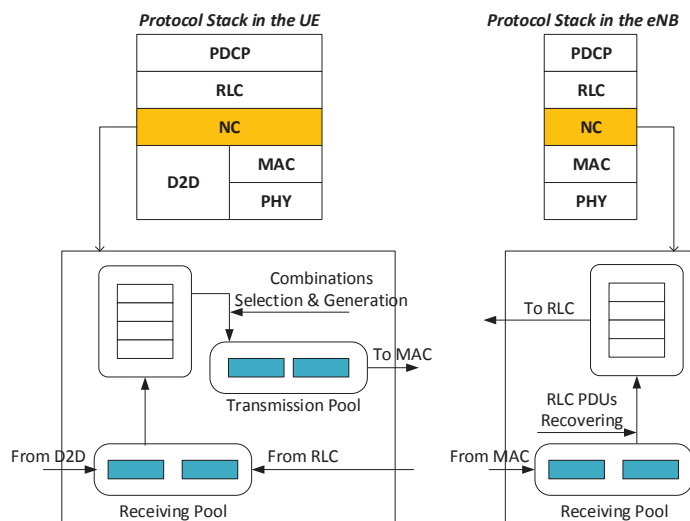 Protocol Stack in the UE
PDCP
RLC
NC
D2D
MAC
PHY
Combinations
Selection & Generation
To MAC
Transmission Pool
From D2D
From RLC
Receiving Pool
Protocol Stack in the eNB
PDCP
RLC
NC
MAC
PHY
To RLC
RLC PDUs
Recovering
From MAC
Receiving Pool